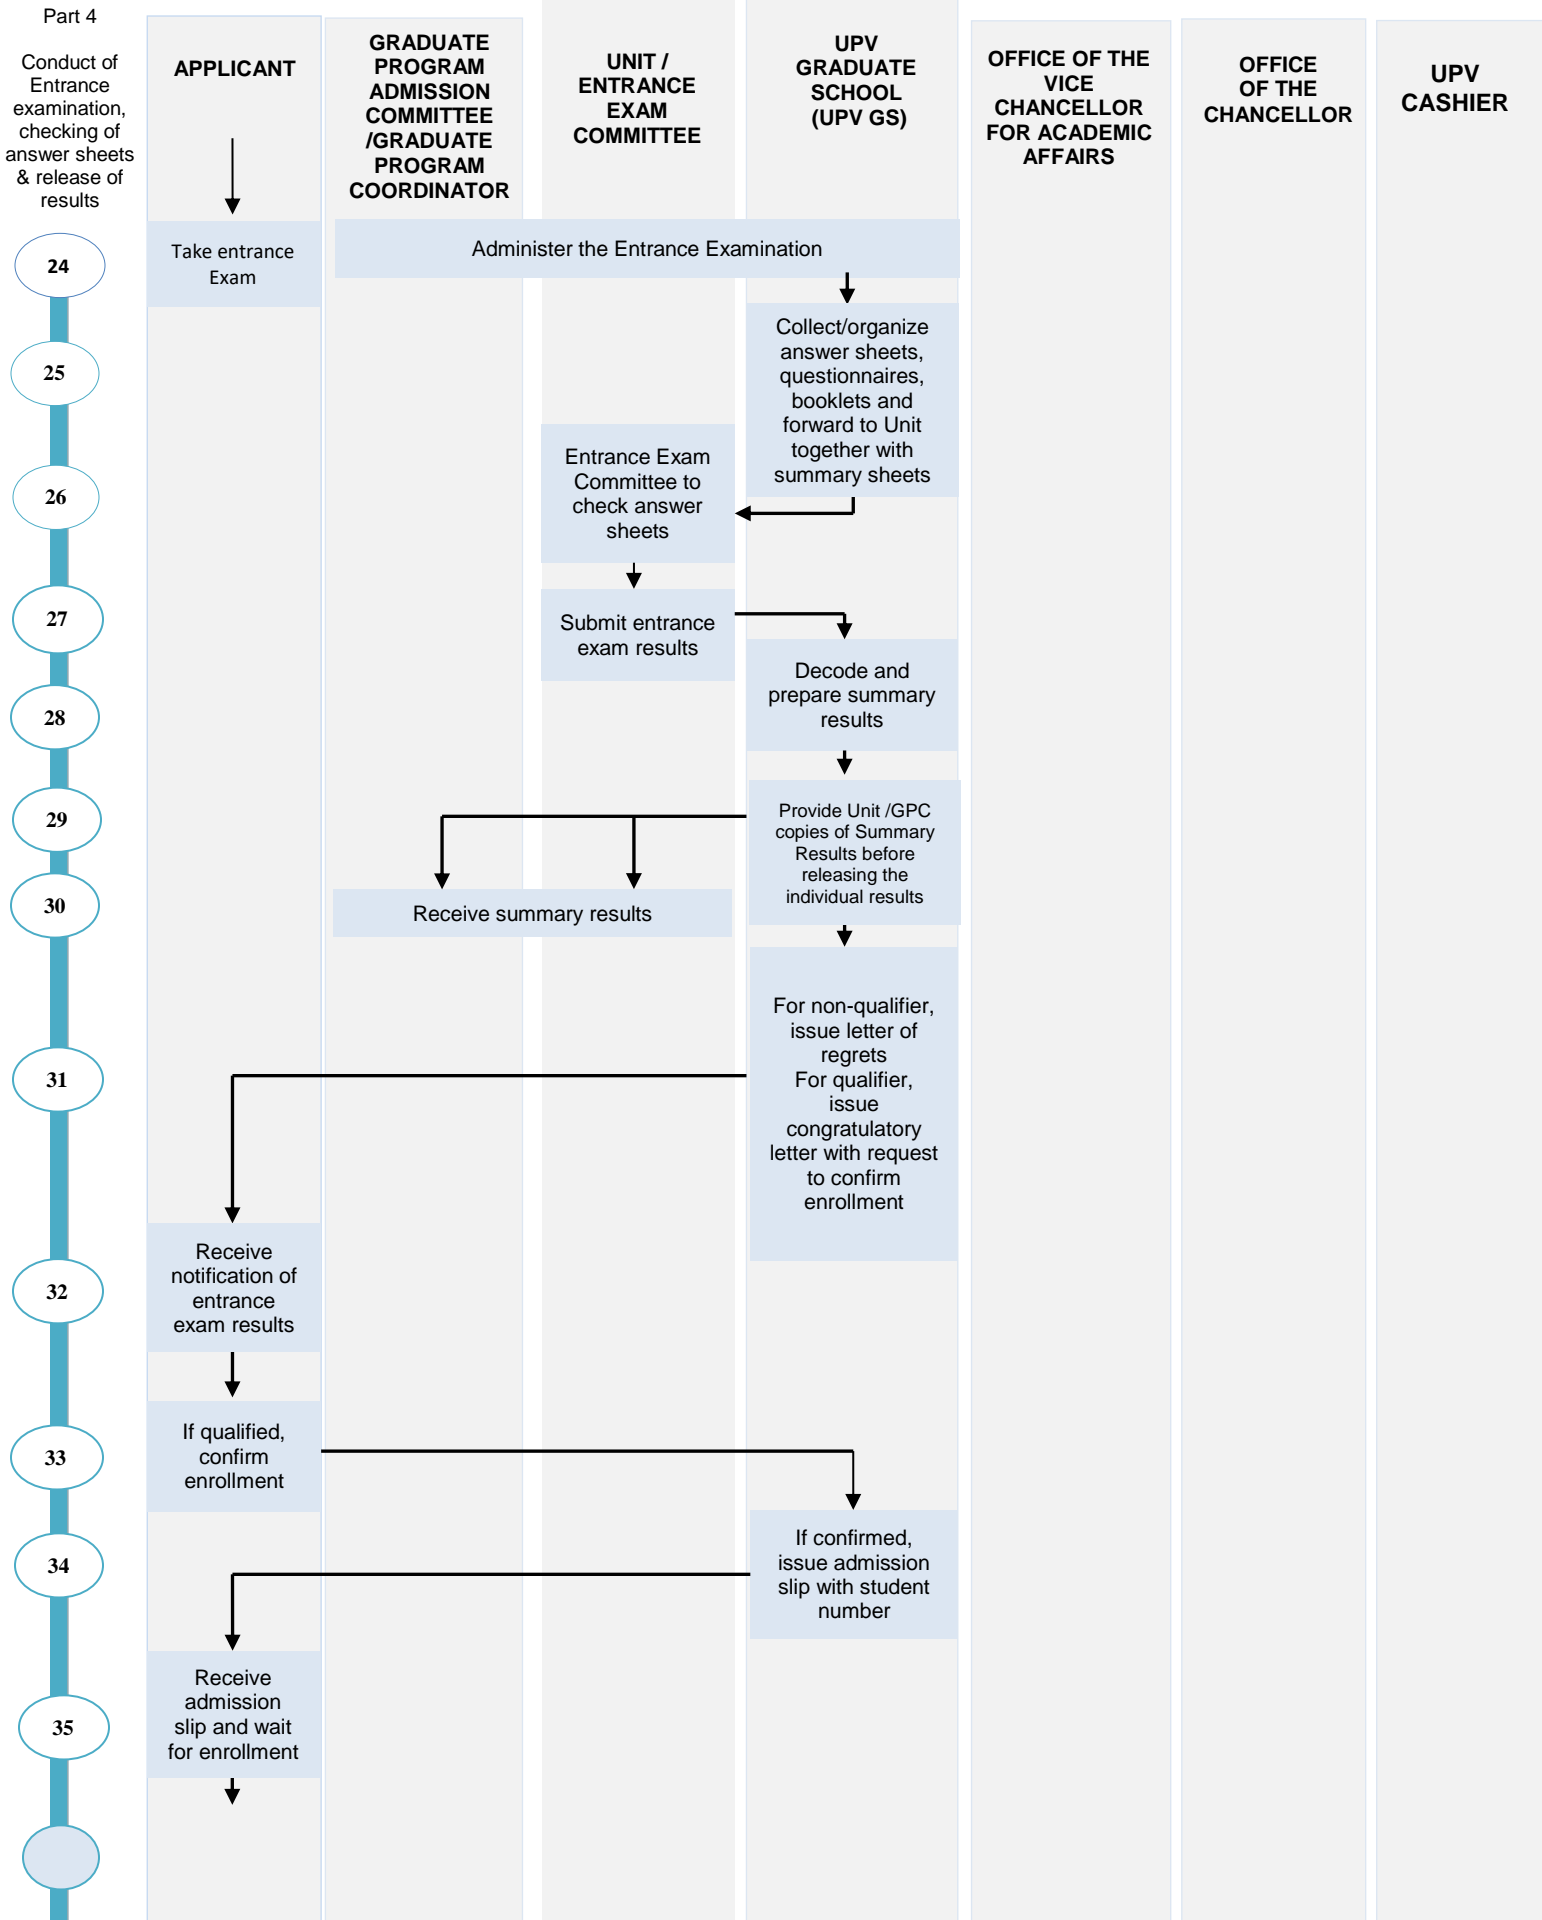 Part 4
Conduct of
Entrance
examination,
checking of
answer sheets
& release of
results
APPLICANT
GRADUATE
PROGRAM
ADMISSION
COMMITTEE
/GRADUATE
PROGRAM
COORDINATOR
UNIT /
ENTRANCE
EXAM
COMMITTEE
UPV
GRADUATE
SCHOOL
(UPV GS)
OFFICE OF THE
VICE
CHANCELLOR
FOR ACADEMIC
AFFAIRS
OFFICE
OF THE
CHANCELLOR
UPV
CASHIER
24
Take entrance
Exam
Administer the Entrance Examination
25
Collect/organize
answer sheets,
questionnaires,
booklets and
forward to Unit
together with
summary sheets
26
Entrance Exam
Committee to
check answer
sheets
27
Submit entrance
exam results
28
Decode and
prepare summary
results
29
Provide Unit /GPC
copies of Summary
Results before
releasing the
individual results
30
Receive summary results
31
For non-qualifier,
issue letter of
regrets
For qualifier,
issue
congratulatory
letter with request
to confirm
enrollment
32
Receive
notification of
entrance
exam results
33
If qualified,
confirm
enrollment
34
If confirmed,
issue admission
slip with student
number
35
Receive
admission
slip and wait
for enrollment